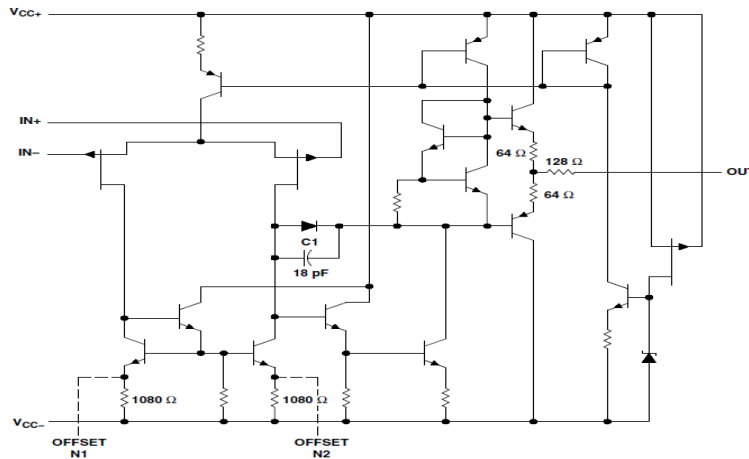 VCC+
IN+
IN−
64 Ω
128 Ω
OUT
64 Ω
C1
18 pF
1080 Ω
1080 Ω
VCC−
OFFSET
N1
OFFSET
N2